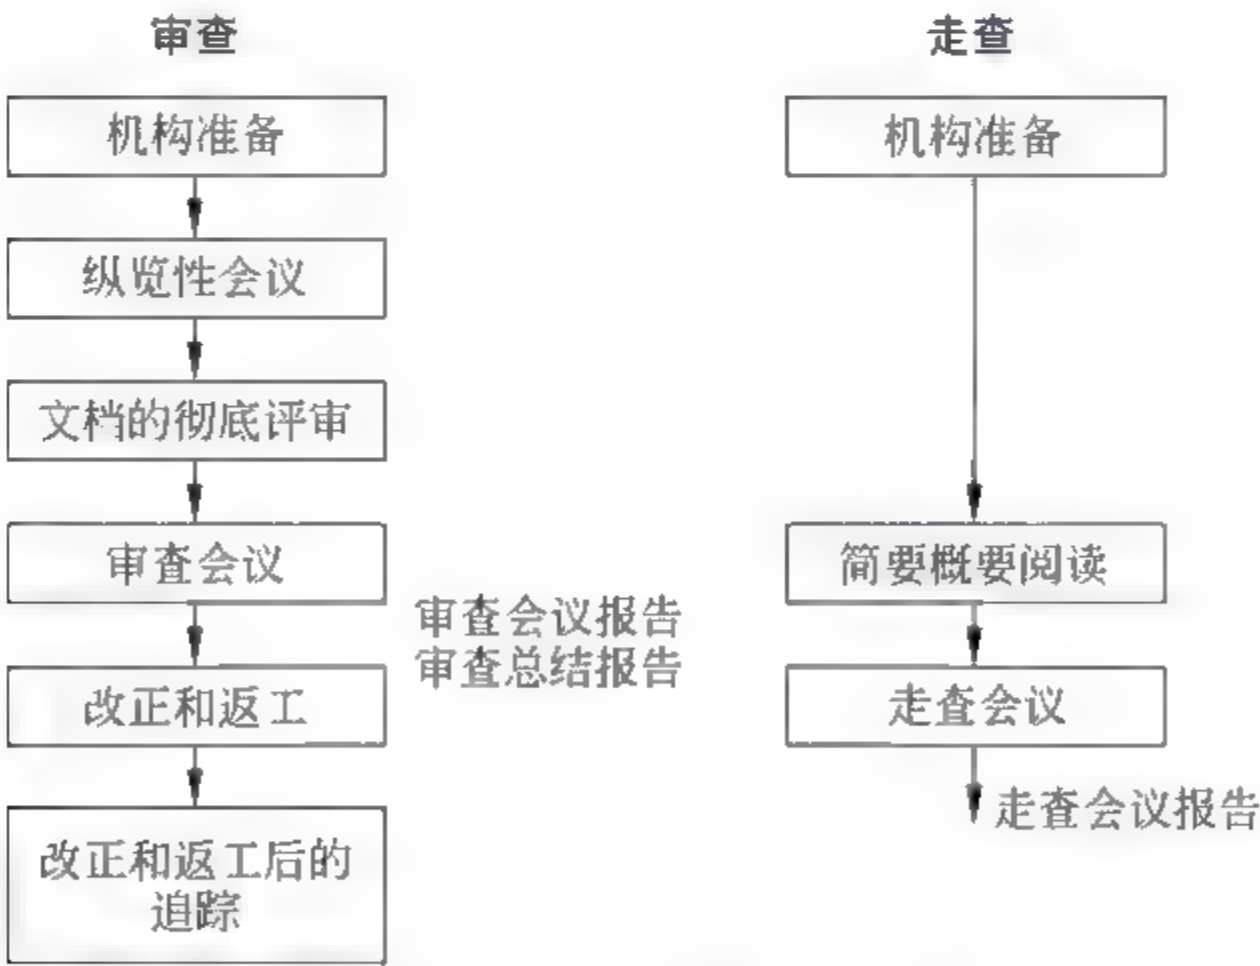 审查
机构准备
纵览性会议
文档的彻底评审
审查会议
审查会议报告
审查总结报告
改正和返工
改正和返工后的
追踪
走查
机构准备
简要概要阅读
走查会议
走查会议报告